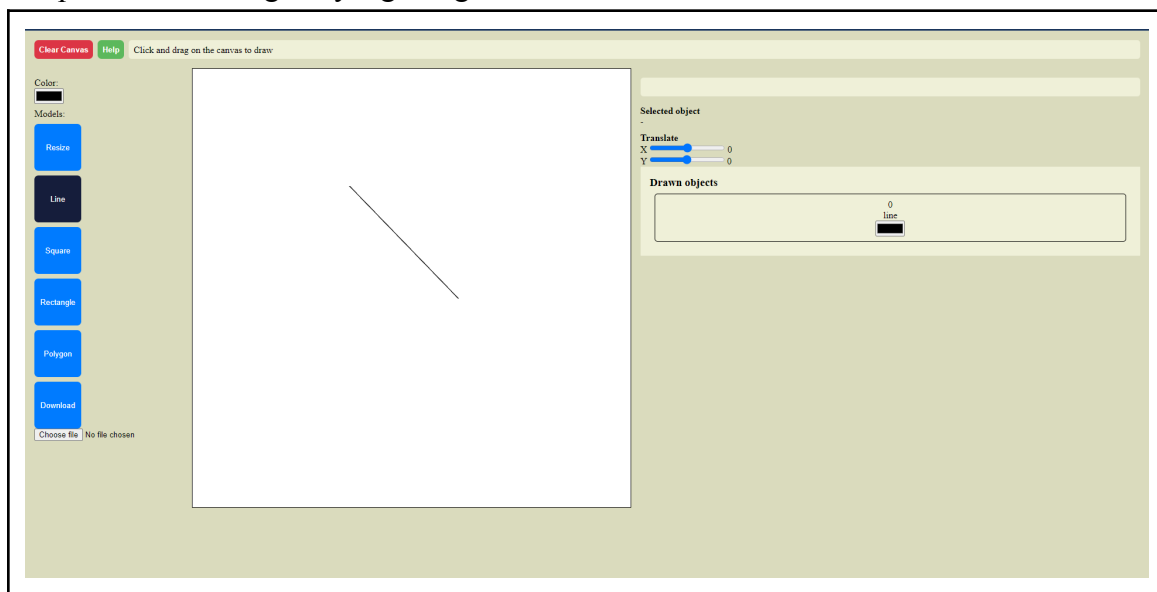 Clear Canvas Help Click and drag on the canvas to draw
Color:
Models:
Resize
Line
Square
Rectangle
Polygon
Download
Choose file No file chosen
Selected object
-
Translate
X 0
Y 0
Drawn objects
0
line